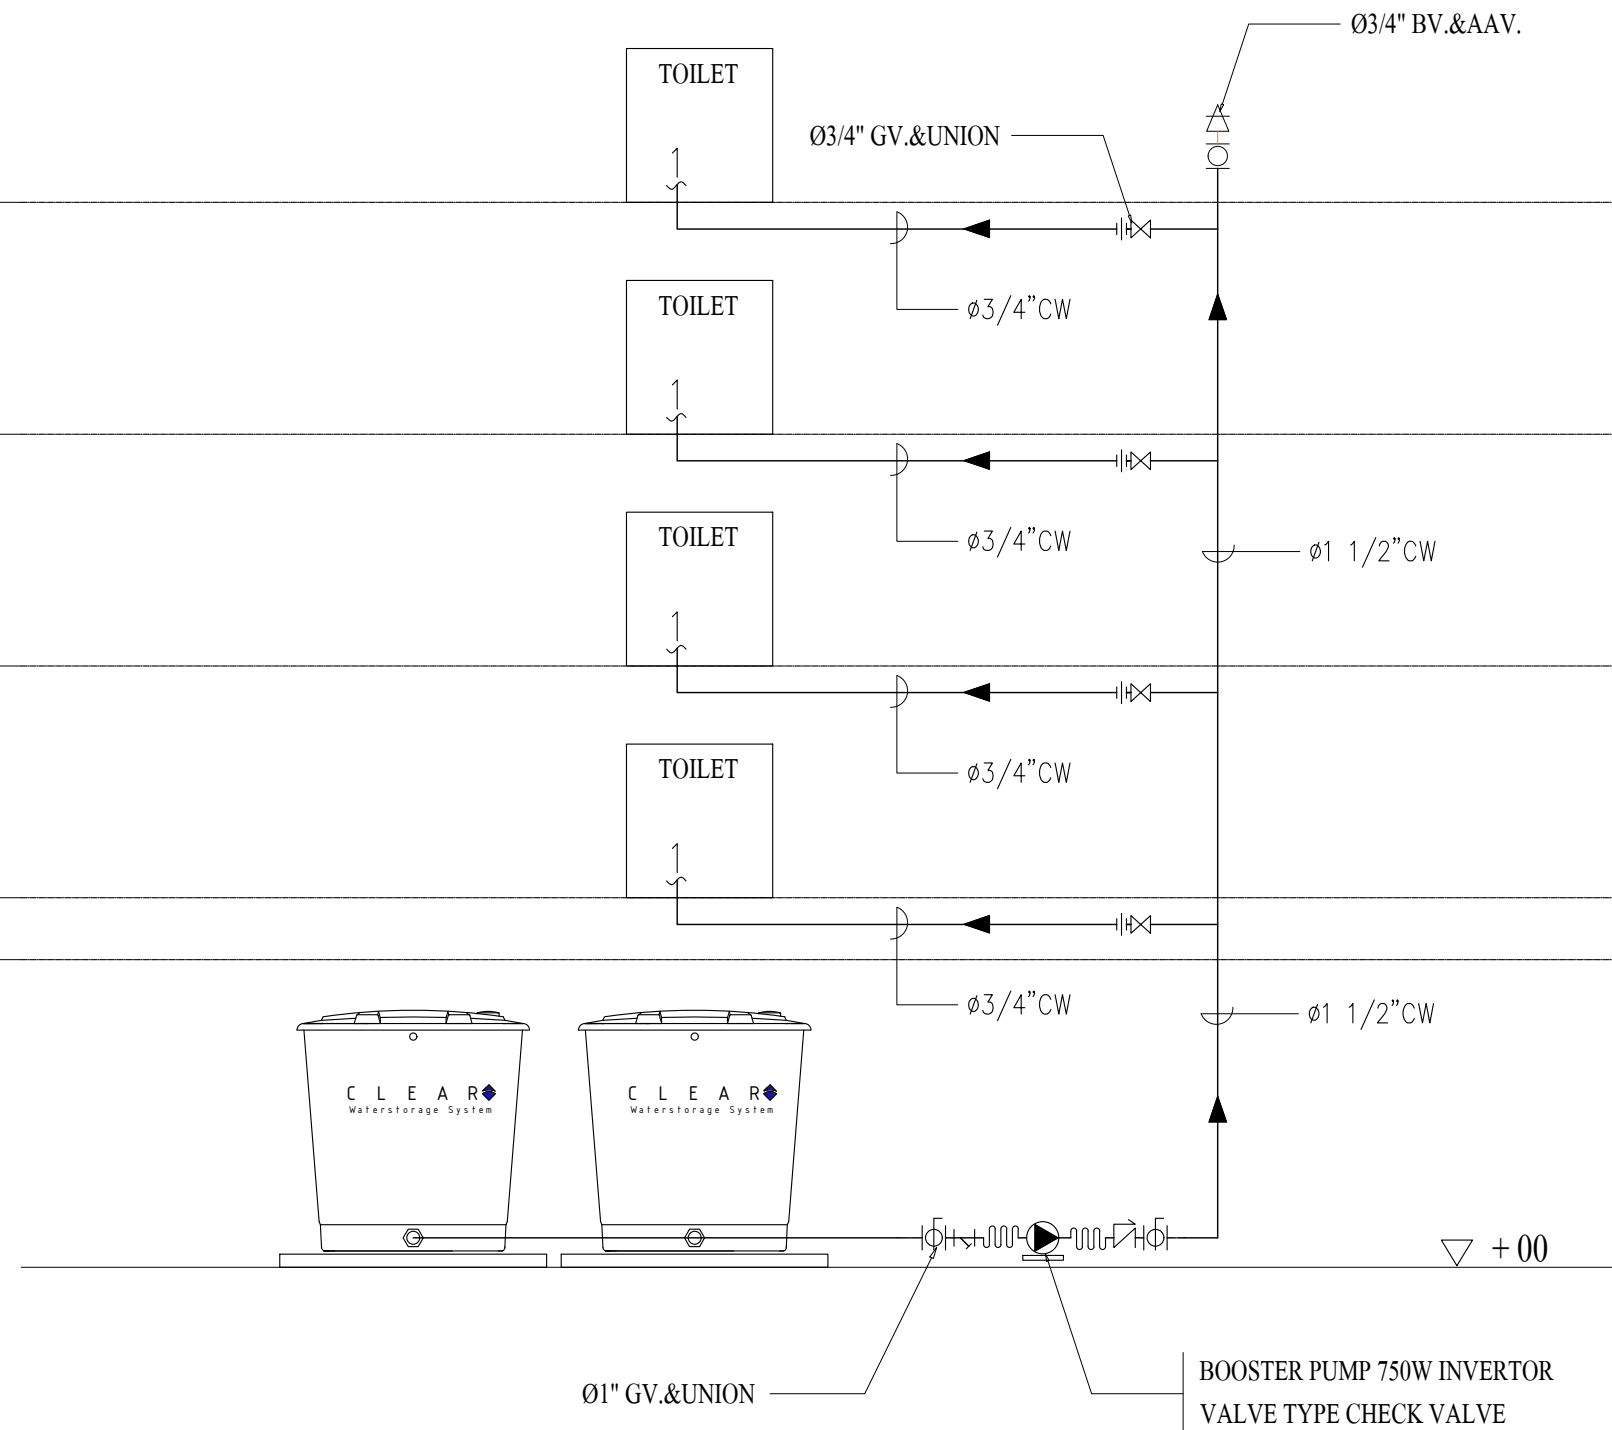 Ø3/4" BV.&AAV.
TOILET
Ø3/4" GV.&UNION
ø3/4”CW
TOILET
ø3/4”CW
TOILET
ø1 1/2”CW
ø3/4”CW
TOILET
ø3/4”CW
ø1 1/2”CW
CLEAR
Waterstorage System
CLEAR
Waterstorage System
+ 00
BOOSTER PUMP 750W INVERTOR
Ø1" GV.&UNION
VALVE TYPE CHECK VALVE